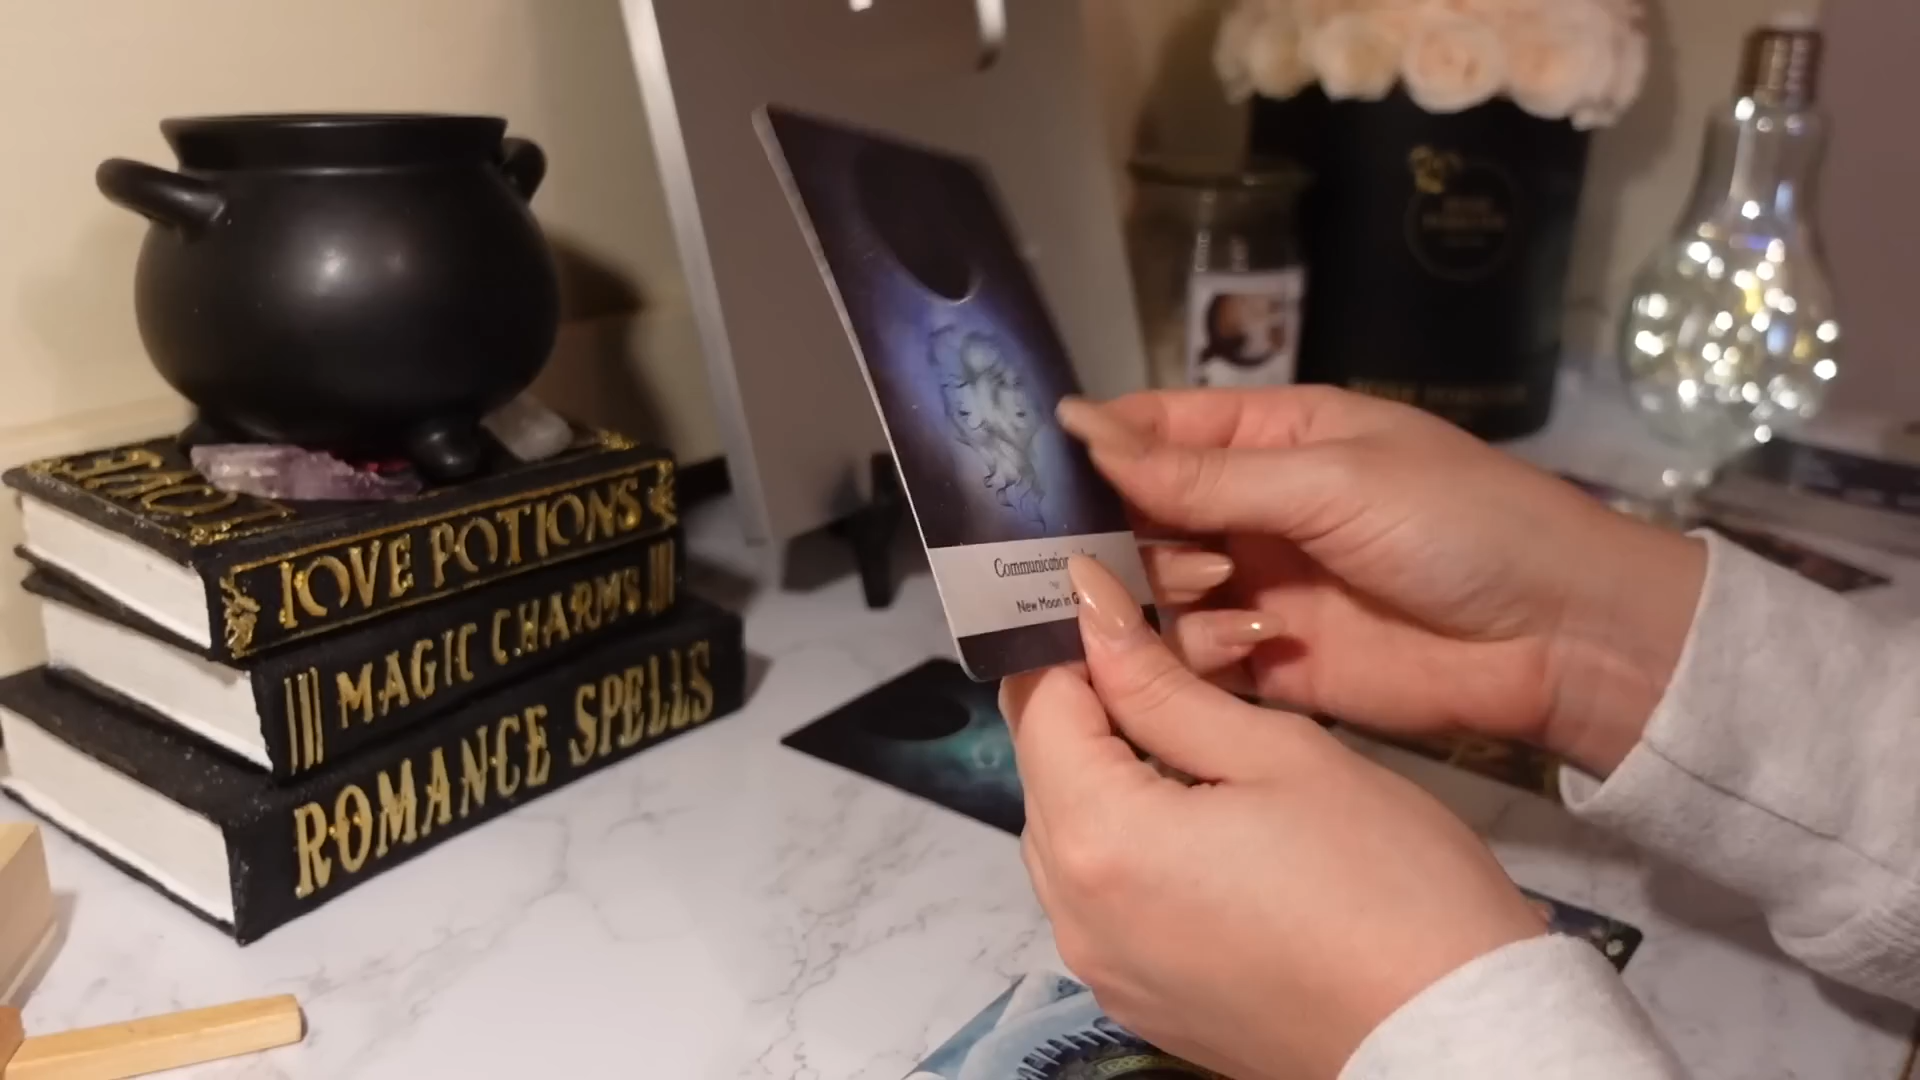 LOVE
LOVE POTIONS
MAGIC CHARMS
ROMANCE SPELLS
Communication
New Moon in